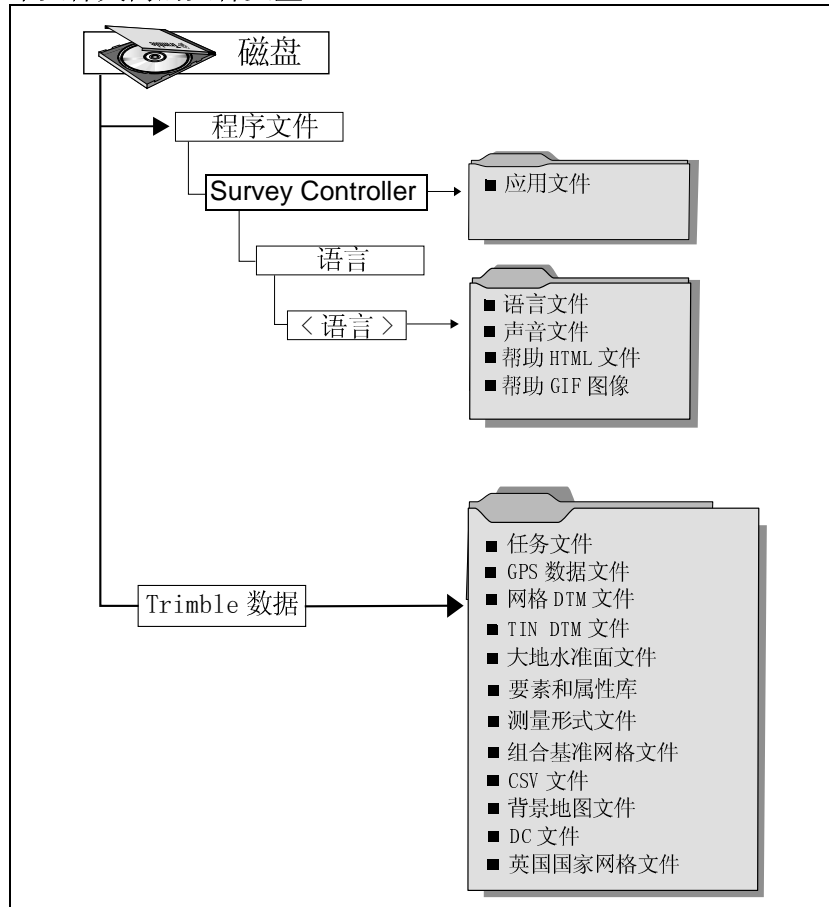 磁盘
程序文件
Survey Controller
■ 应用文件
语言
<语言>
■ 语言文件
■ 声音文件
■ 帮助 HTML 文件
■ 帮助 GIF 图像
Trimble 数据
■ 任务文件
■ GPS 数据文件
■ 网格 DTM 文件
■ TIN DTM 文件
■ 大地水准面文件
■ 要素和属性库
■ 测量形式文件
■ 组合基准网格文件
■ CSV 文件
■ 背景地图文件
■ DC 文件
■ 英国国家网格文件